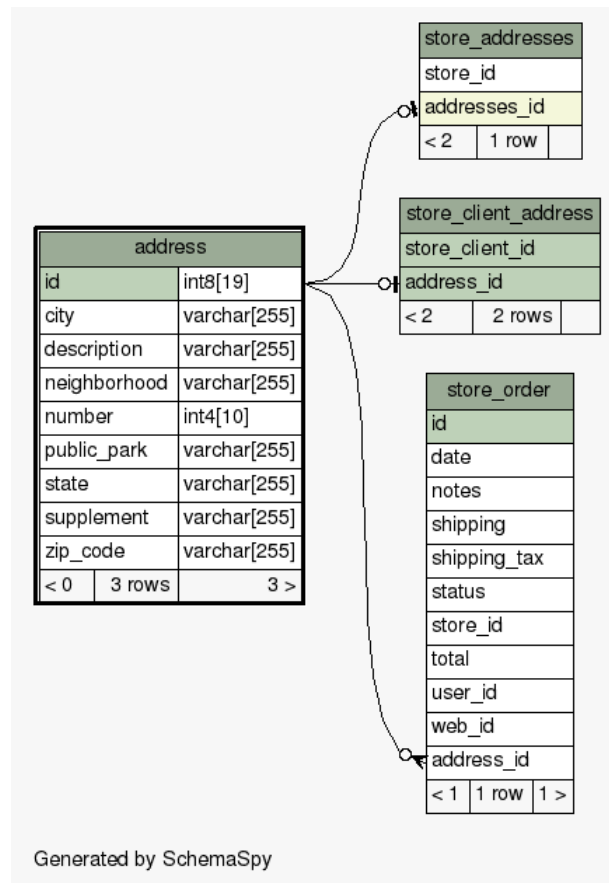 store_addresses
store_id
addresses_id
< 2 1 row
store_client_address
store_client_id
address_id
< 2 2 rows
address
id int8[19]
city varchar[255]
description varchar[255]
neighborhood varchar[255]
number int4[10]
public_park varchar[255]
state varchar[255]
supplement varchar[255]
zip_code varchar[255]
< 0 3 rows 3 >
store_order
id
date
notes
shipping
shipping_tax
status
store_id
total
user_id
web_id
address_id
< 1 1 row 1 >
Generated by SchemaSpy